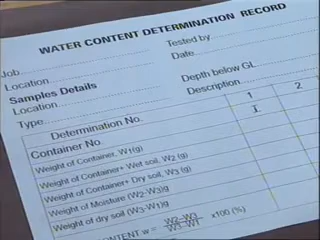 WATER CONTENT DETERMINATION RECORD
Job
Tested by
Location
Date
Samples Details
Location
Depth below GL
Type
Description
Determination No. 1 2
Container No. I
Weight of Container, W1(g)
Weight of Container+ Wet soil, W2 (g)
Weight of Container+ Dry soil, W3 (g)
Weight of Moisture (W2-W3)g
Weight of dry soil (W3-W1)g
CONTENT w = W2-W3 / W3-W1 x100 (%)